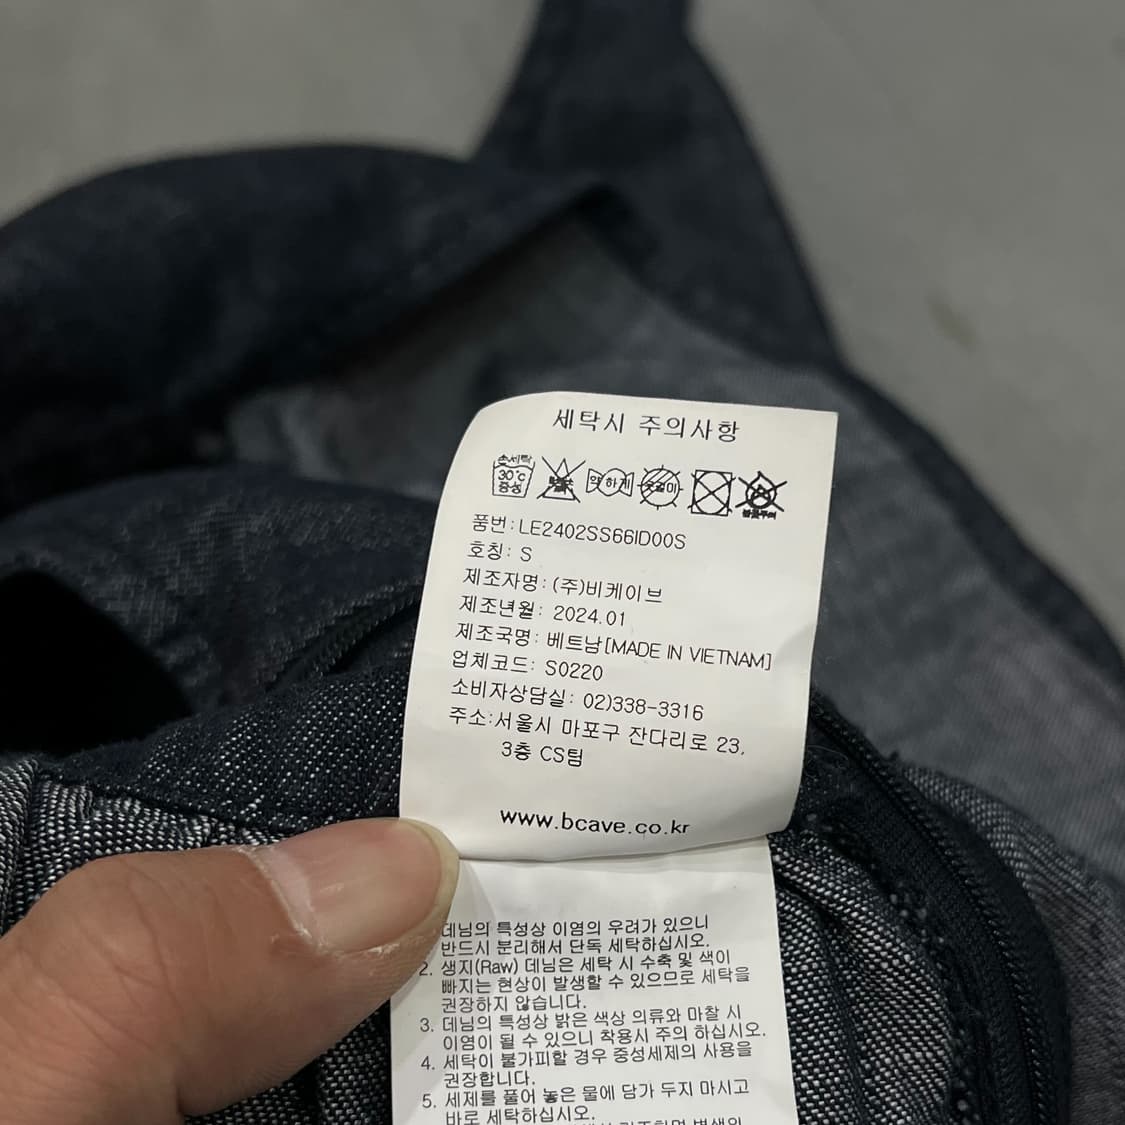 세탁시 주의사항
손세탁
30°C
중성
약하게
품번:LE2402SS66ID00S
호칭: S
제조자명: (주)비케이브
제조년월: 2024.01
제조국명: 베트남[MADE IN VIETNAM]
업체코드: S0220
소비자상담실: 02)338-3316
주소:서울시 마포구 잔다리로 23,
3층 CS팀
www.bcave.co.kr
데님의 특성상 이염의 우려가 있으니
반드시 분리해서 단독 세탁하십시오.
2. 생지(Raw) 데님은 세탁 시 수축 및 색이
빠지는 현상이 발생할 수 있으므로 세탁을
권장하지 않습니다.
3. 데님의 특성상 밝은 색상 의류와 마찰 시
이염이 될 수 있으니 착용시 주의 하십시오.
4. 세탁이 불가피할 경우 중성세제의 사용을
권장합니다.
5. 세제를 풀어 놓은 물에 담가 두지 마시고
바로 세탁하십시오.